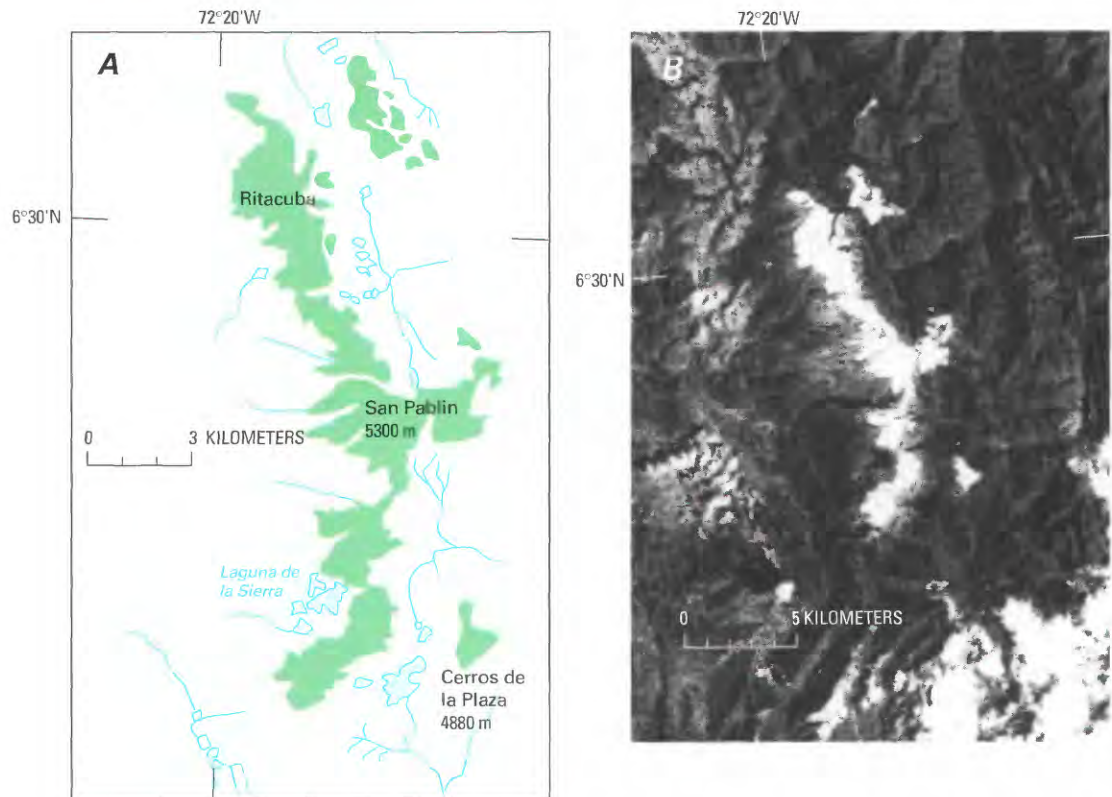 72°20'W
A
Ritacuba
6°30'N
San Pablin
5300 m
0 3 KILOMETERS
Laguna de
la Sierra
Cerros de
la Plaza
4880 m
72°20'W
B
6°30'N
0 5 KILOMETERS